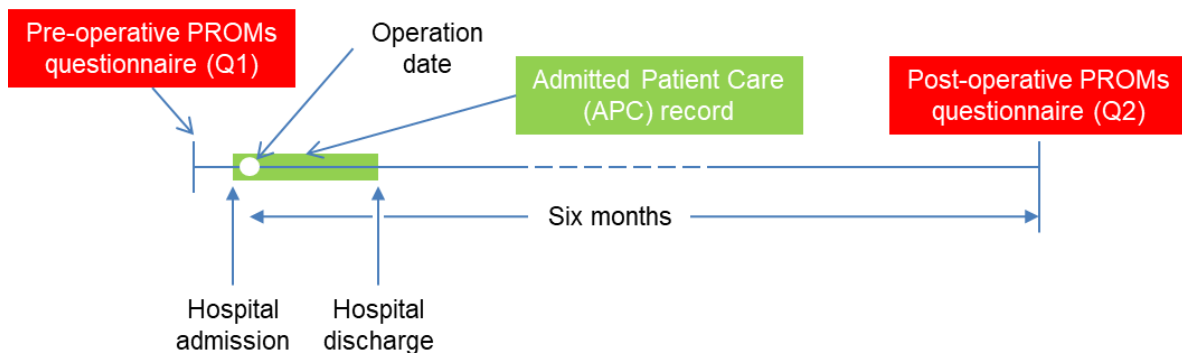 Pre-operative PROMs
questionnaire (Q1)
Operation
date
Admitted Patient Care
(APC) record
Post-operative PROMs
questionnaire (Q2)
Six months
Hospital
admission
Hospital
discharge